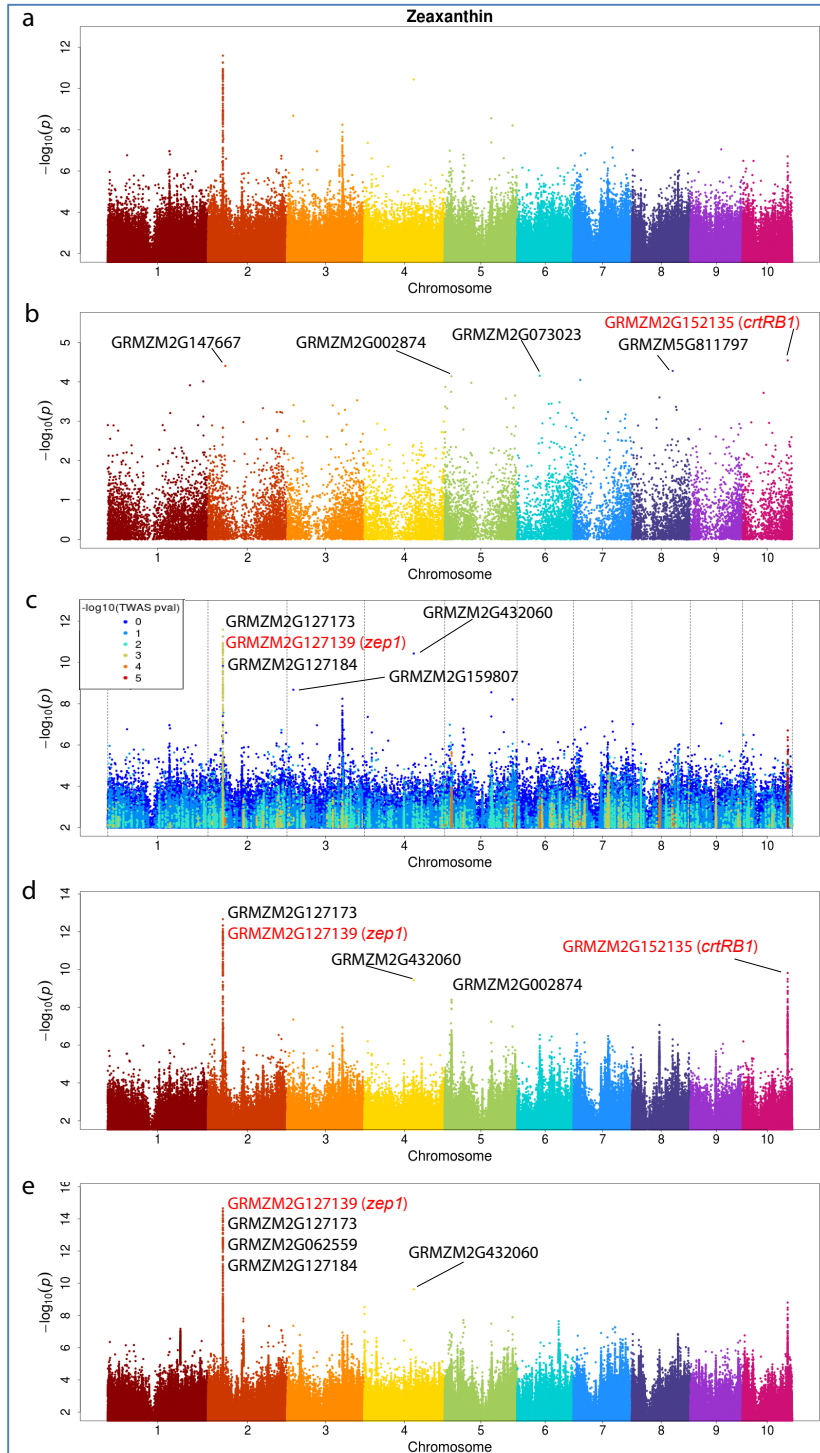 a
Zeaxanthin
12
10
8
6
4
2
−log10(p)
1 2 3 4 5 6 7 8 9 10
Chromosome
b
GRMZM2G152135 (crtRB1)
GRMZM2G073023
GRMZM2G147667
GRMZM2G002874
GRMZM5G811797
5
4
3
2
1
0
−log10(p)
1 2 3 4 5 6 7 8 9 10
Chromosome
c
-log10(TWAS pval)
0
1
2
3
4
5
GRMZM2G127173
GRMZM2G432060
GRMZM2G127139 (zep1)
GRMZM2G127184
GRMZM2G159807
12
10
8
6
4
2
−log10(p)
1 2 3 4 5 6 7 8 9 10
Chromosome
d
GRMZM2G127173
GRMZM2G127139 (zep1)
GRMZM2G152135 (crtRB1)
GRMZM2G432060
GRMZM2G002874
14
12
10
8
6
4
2
−log10(p)
1 2 3 4 5 6 7 8 9 10
Chromosome
e
GRMZM2G127139 (zep1)
GRMZM2G127173
GRMZM2G062559
GRMZM2G432060
GRMZM2G127184
16
14
12
10
8
6
4
2
−log10(p)
1 2 3 4 5 6 7 8 9 10
Chromosome